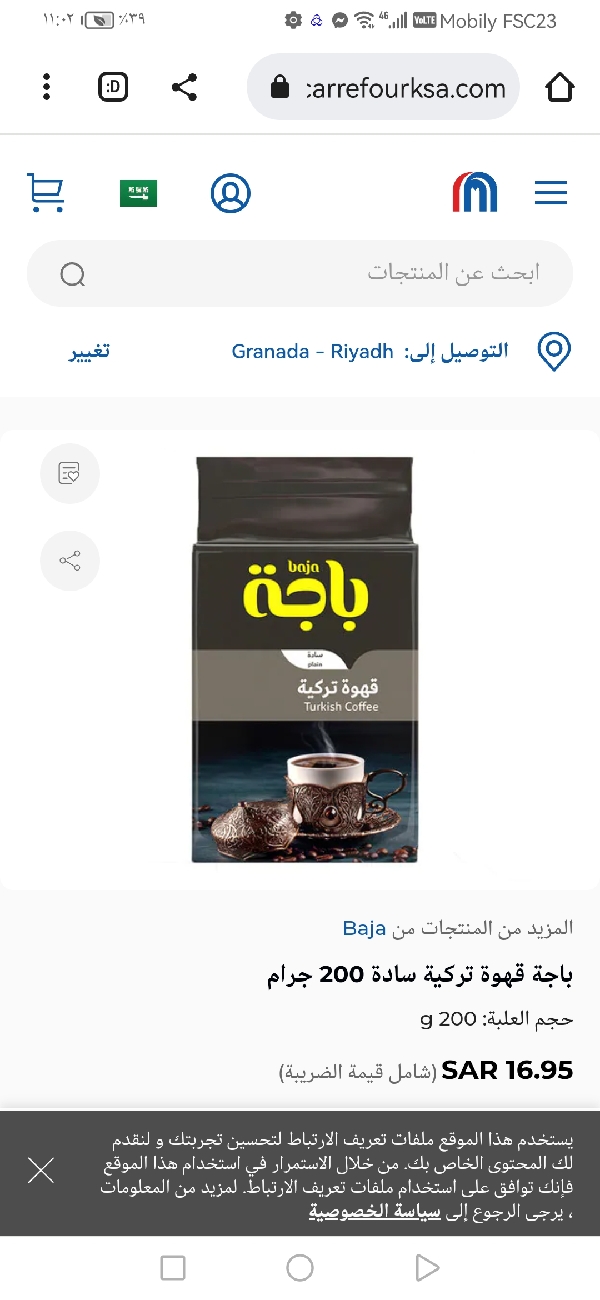 ١١:٠٢ ٪٣٩ 4G VoLTE Mobily FSC23
:D carrefourksa.com
ابحث عن المنتجات
التوصيل إلى: Granada - Riyadh تغيير
baja
باجة
سادة
plain
قهوة تركية
Turkish Coffee
المزيد من المنتجات من Baja
باجة قهوة تركية سادة 200 جرام
حجم العلبة: 200 g
SAR 16.95 (شامل قيمة الضريبة)
يستخدم هذا الموقع ملفات تعريف الارتباط لتحسين تجربتك و لنقدم
لك المحتوى الخاص بك. من خلال الاستمرار في استخدام هذا الموقع
فإنك توافق على استخدام ملفات تعريف الارتباط. لمزيد من المعلومات
، يرجى الرجوع إلى سياسة الخصوصية